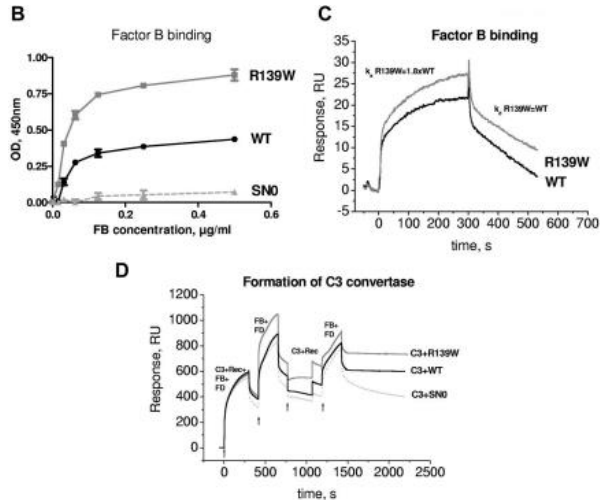 B
Factor B binding
OD, 450nm
1.00
0.75
0.50
0.25
0.00
0.0 0.2 0.4 0.6
FB concentration, µg/ml
R139W
WT
SN0
C
Factor B binding
Response, RU
35
30
25
20
15
10
5
0
-5
-100 0 100 200 300 400 500 600 700
time, s
kₐ R139W=1.8xWT
R139W=WT
R139W
WT
D
Formation of C3 convertase
Response, RU
1200
1000
800
600
400
200
0
0 500 1000 1500 2000 2500
time, s
C3+Rec+
FB+
FD
FB+
FD
C3+Rec
FB+
FD
C3+R139W
C3+WT
C3+SN0